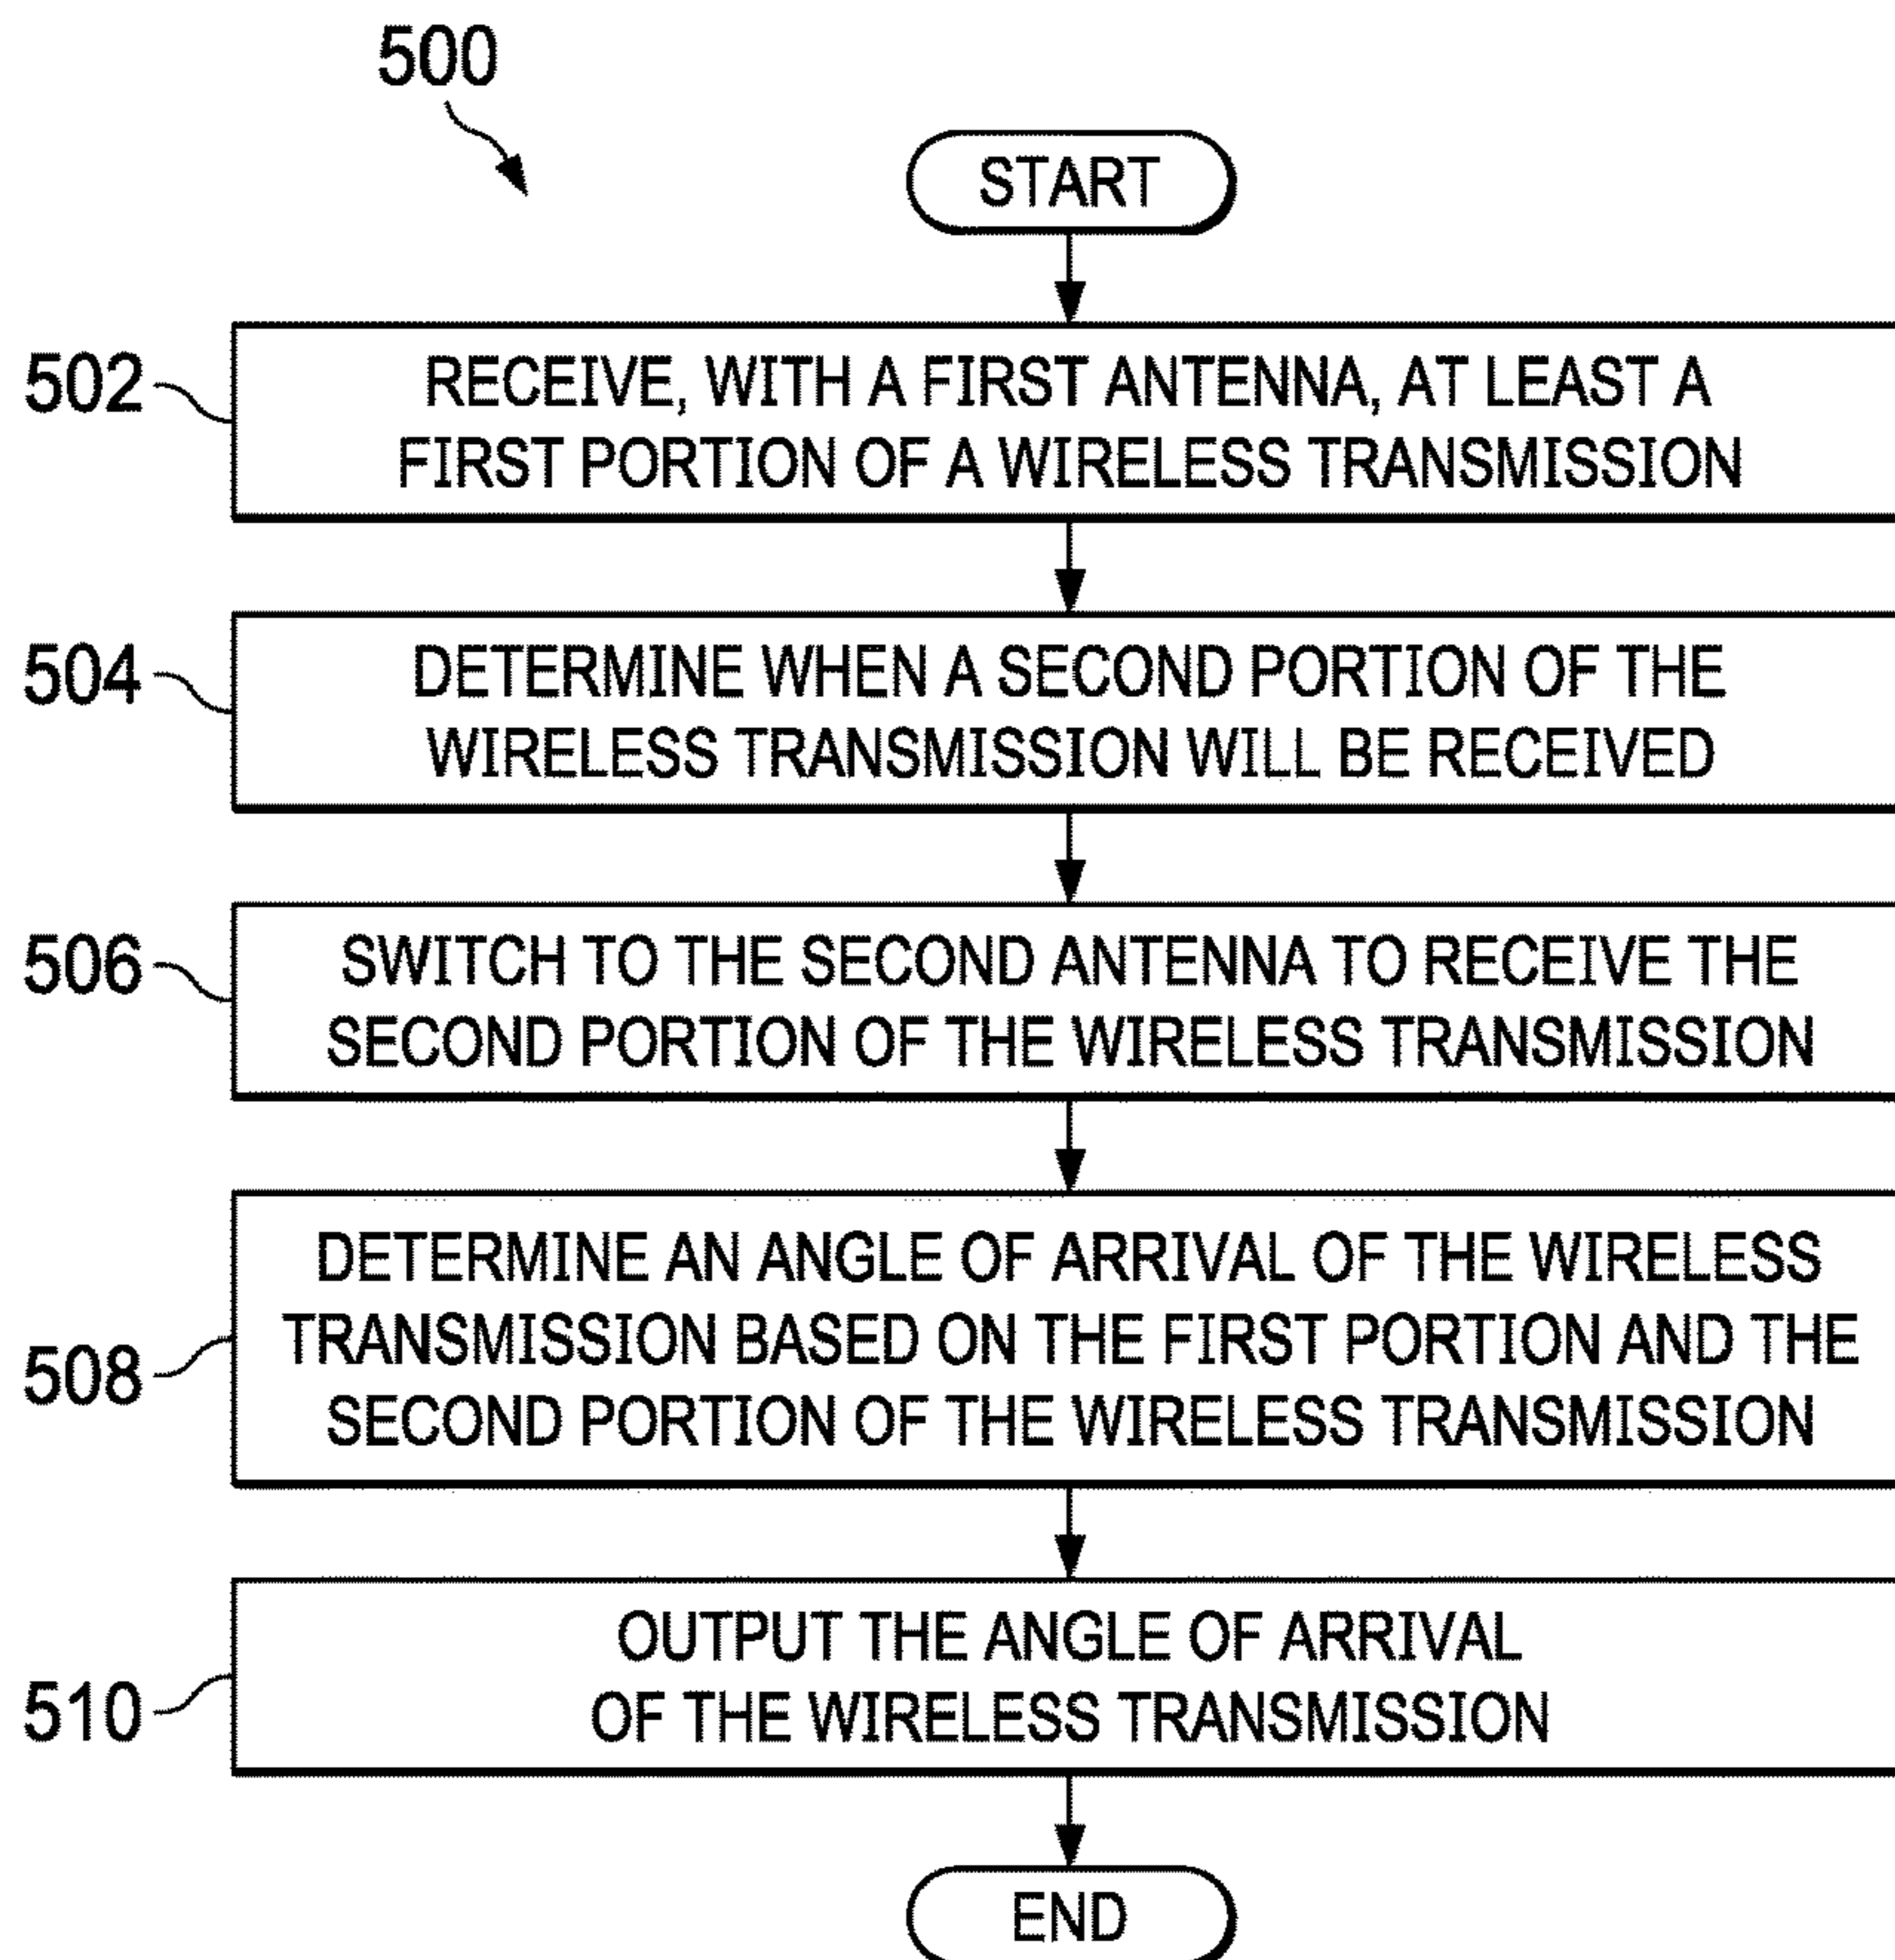 500
START
502
RECEIVE, WITH A FIRST ANTENNA, AT LEAST A
FIRST PORTION OF A WIRELESS TRANSMISSION
504
DETERMINE WHEN A SECOND PORTION OF THE
WIRELESS TRANSMISSION WILL BE RECEIVED
506
SWITCH TO THE SECOND ANTENNA TO RECEIVE THE
SECOND PORTION OF THE WIRELESS TRANSMISSION
508
DETERMINE AN ANGLE OF ARRIVAL OF THE WIRELESS
TRANSMISSION BASED ON THE FIRST PORTION AND THE
SECOND PORTION OF THE WIRELESS TRANSMISSION
510
OUTPUT THE ANGLE OF ARRIVAL
OF THE WIRELESS TRANSMISSION
END